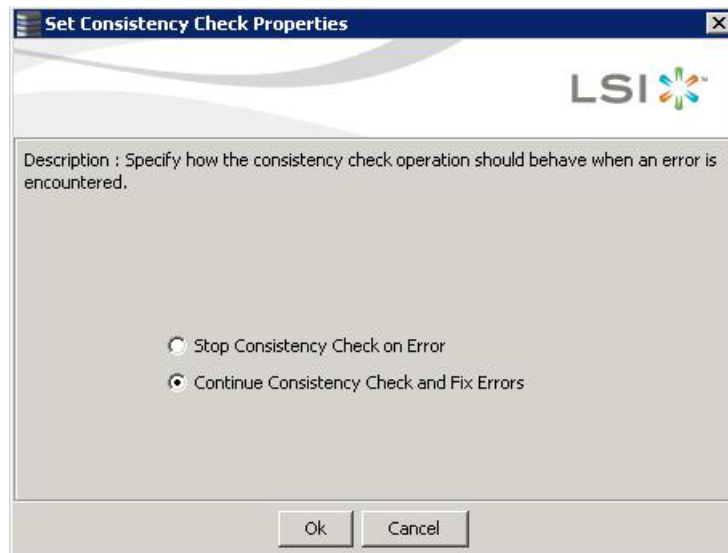 Set Consistency Check Properties
LSI
Description : Specify how the consistency check operation should behave when an error is
encountered.
Stop Consistency Check on Error
Continue Consistency Check and Fix Errors
Ok
Cancel